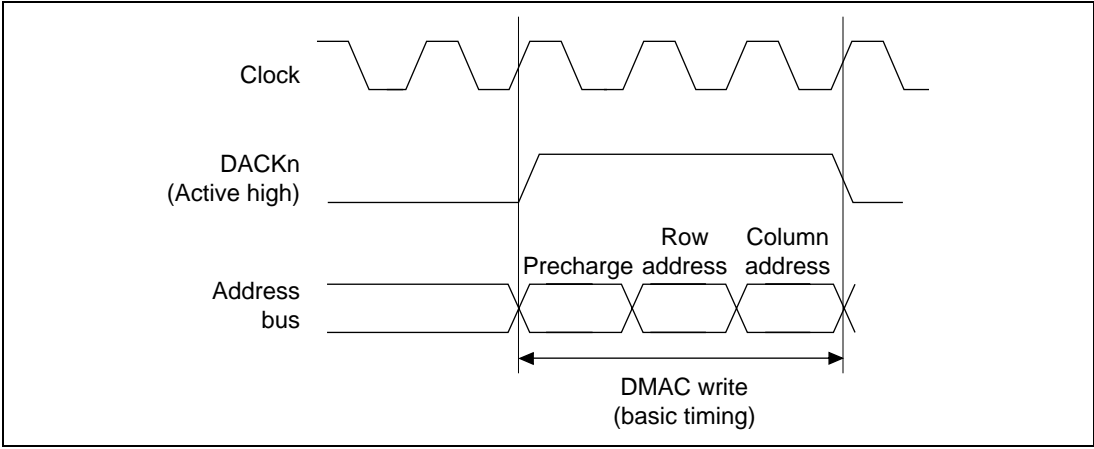 Clock
DACKn
(Active high)
Row Column
Precharge address address
Address
bus
DMAC write
(basic timing)